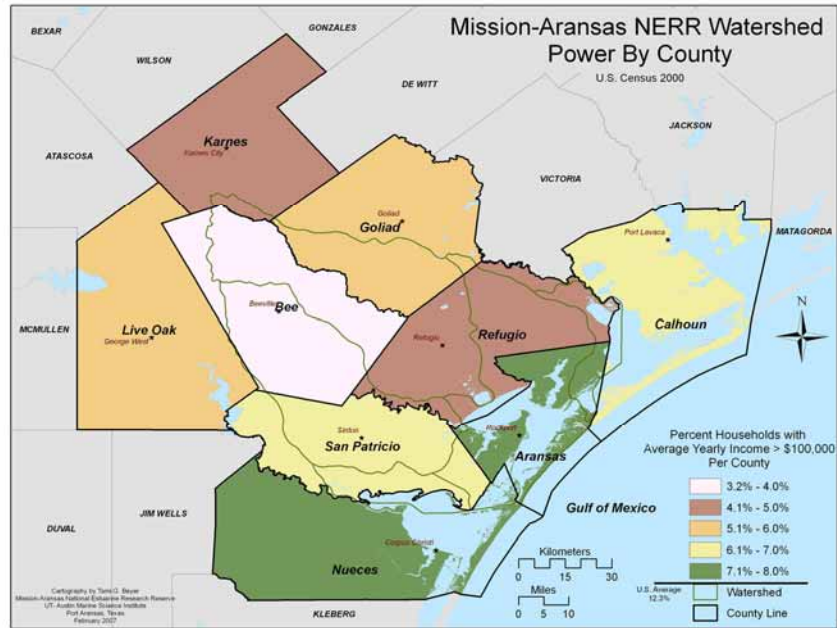 Mission-Aransas NERR Watershed
Power By County
U.S. Census 2000
BEXAR
GONZALES
WILSON
DE WITT
JACKSON
Karnes
Karnes City
ATASCOSA
VICTORIA
Goliad
Goliad
MATAGORDA
Port Lavaca
Beeville
Bee
N
MCMULLEN
Live Oak
George West
Refugio
Refugio
Calhoun
Sinton
San Patricio
Rockport
Aransas
Percent Households with
Average Yearly Income > $100,000
Per County
3.2% - 4.0%
4.1% - 5.0%
5.1% - 6.0%
6.1% - 7.0%
7.1% - 8.0%
U.S. Average
12.3%
Watershed
County Line
Gulf of Mexico
DUVAL
JIM WELLS
Corpus Christi
Nueces
Kilometers
0 15 30
Miles
0 5 10
KLEBERG
Cartography by Tami G. Beyer
Mission-Aransas National Estuarine Research Reserve
UT- Austin Marine Science Institute
Port Aransas, Texas
February 2007